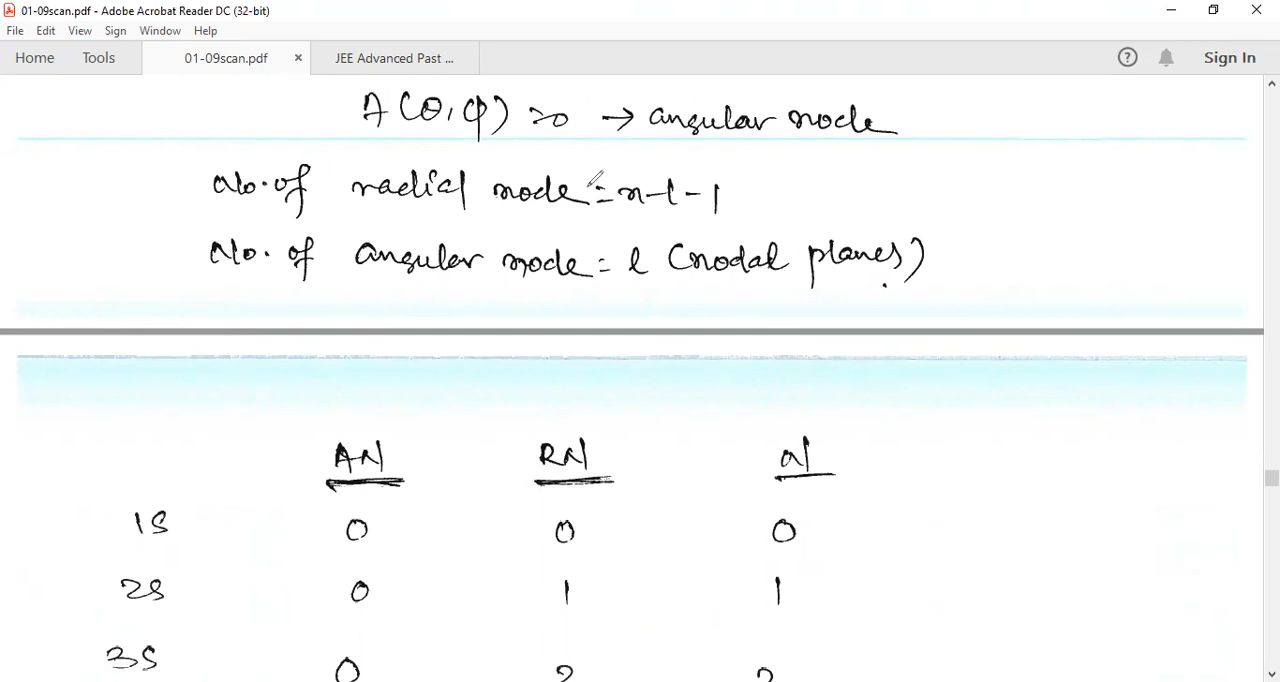 01-09scan.pdf - Adobe Acrobat Reader DC (32-bit)
File Edit View Sign Window Help
Home Tools 01-09scan.pdf × JEE Advanced Past ... Sign In
A(θ,φ)=0 → angular node
No. of radial node = n-l-1
No. of angular node = l (nodal planes)
AN RN N
1S 0 0 0
2S 0 1 1
3S 0 2 2